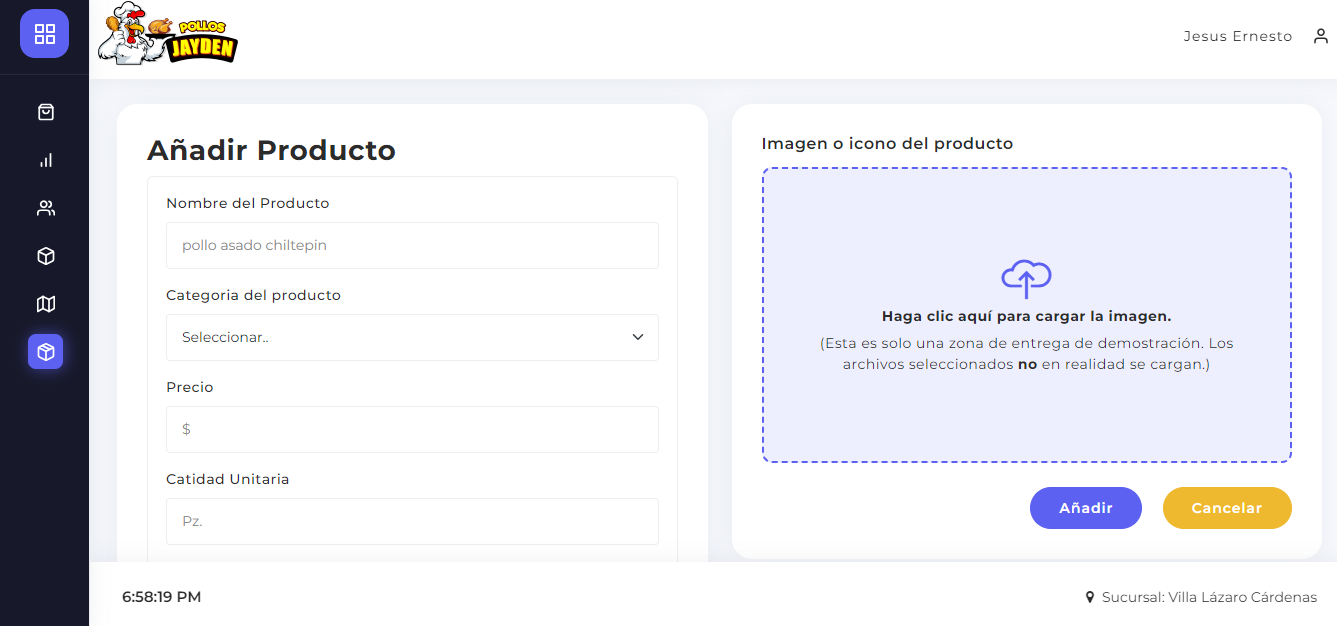 POLLOS
JAYDEN
Jesus Ernesto
Añadir Producto
Nombre del Producto
pollo asado chiltepin
Categoria del producto
Seleccionar..
Precio
$
Catidad Unitaria
Pz.
Imagen o icono del producto
Haga clic aquí para cargar la imagen.
(Esta es solo una zona de entrega de demostración. Los
archivos seleccionados no en realidad se cargan.)
Añadir
Cancelar
6:58:19 PM
Sucursal: Villa Lázaro Cárdenas